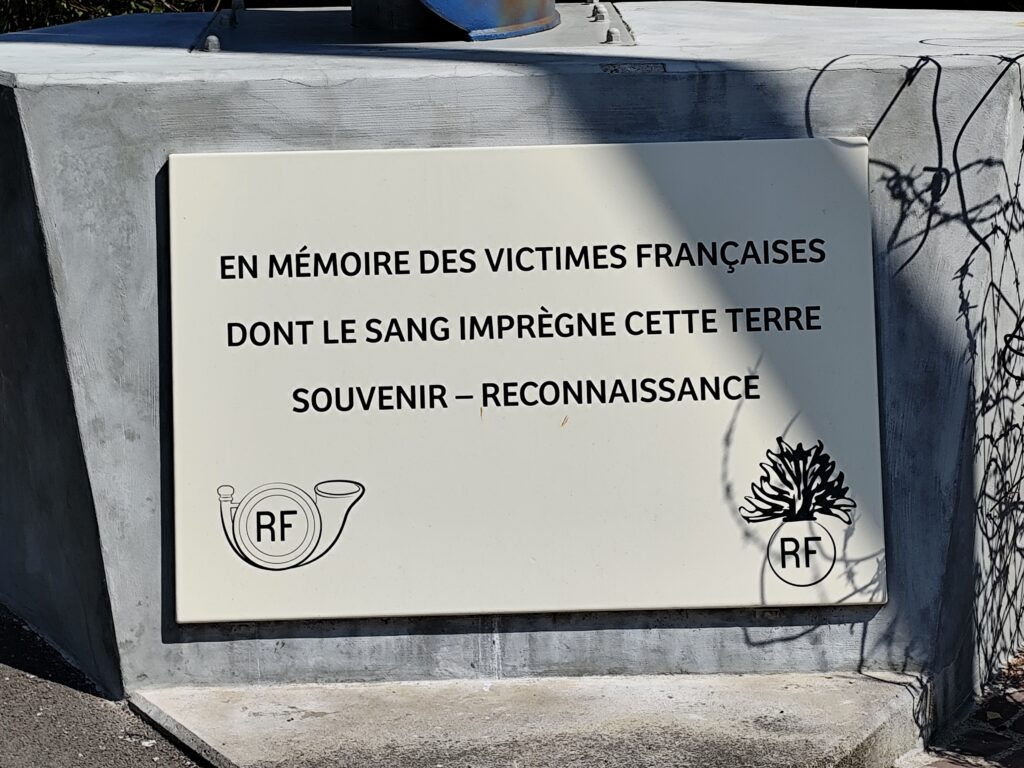 EN MÉMOIRE DES VICTIMES FRANÇAISES
DONT LE SANG IMPRÈGNE CETTE TERRE
SOUVENIR – RECONNAISSANCE
RF
RF